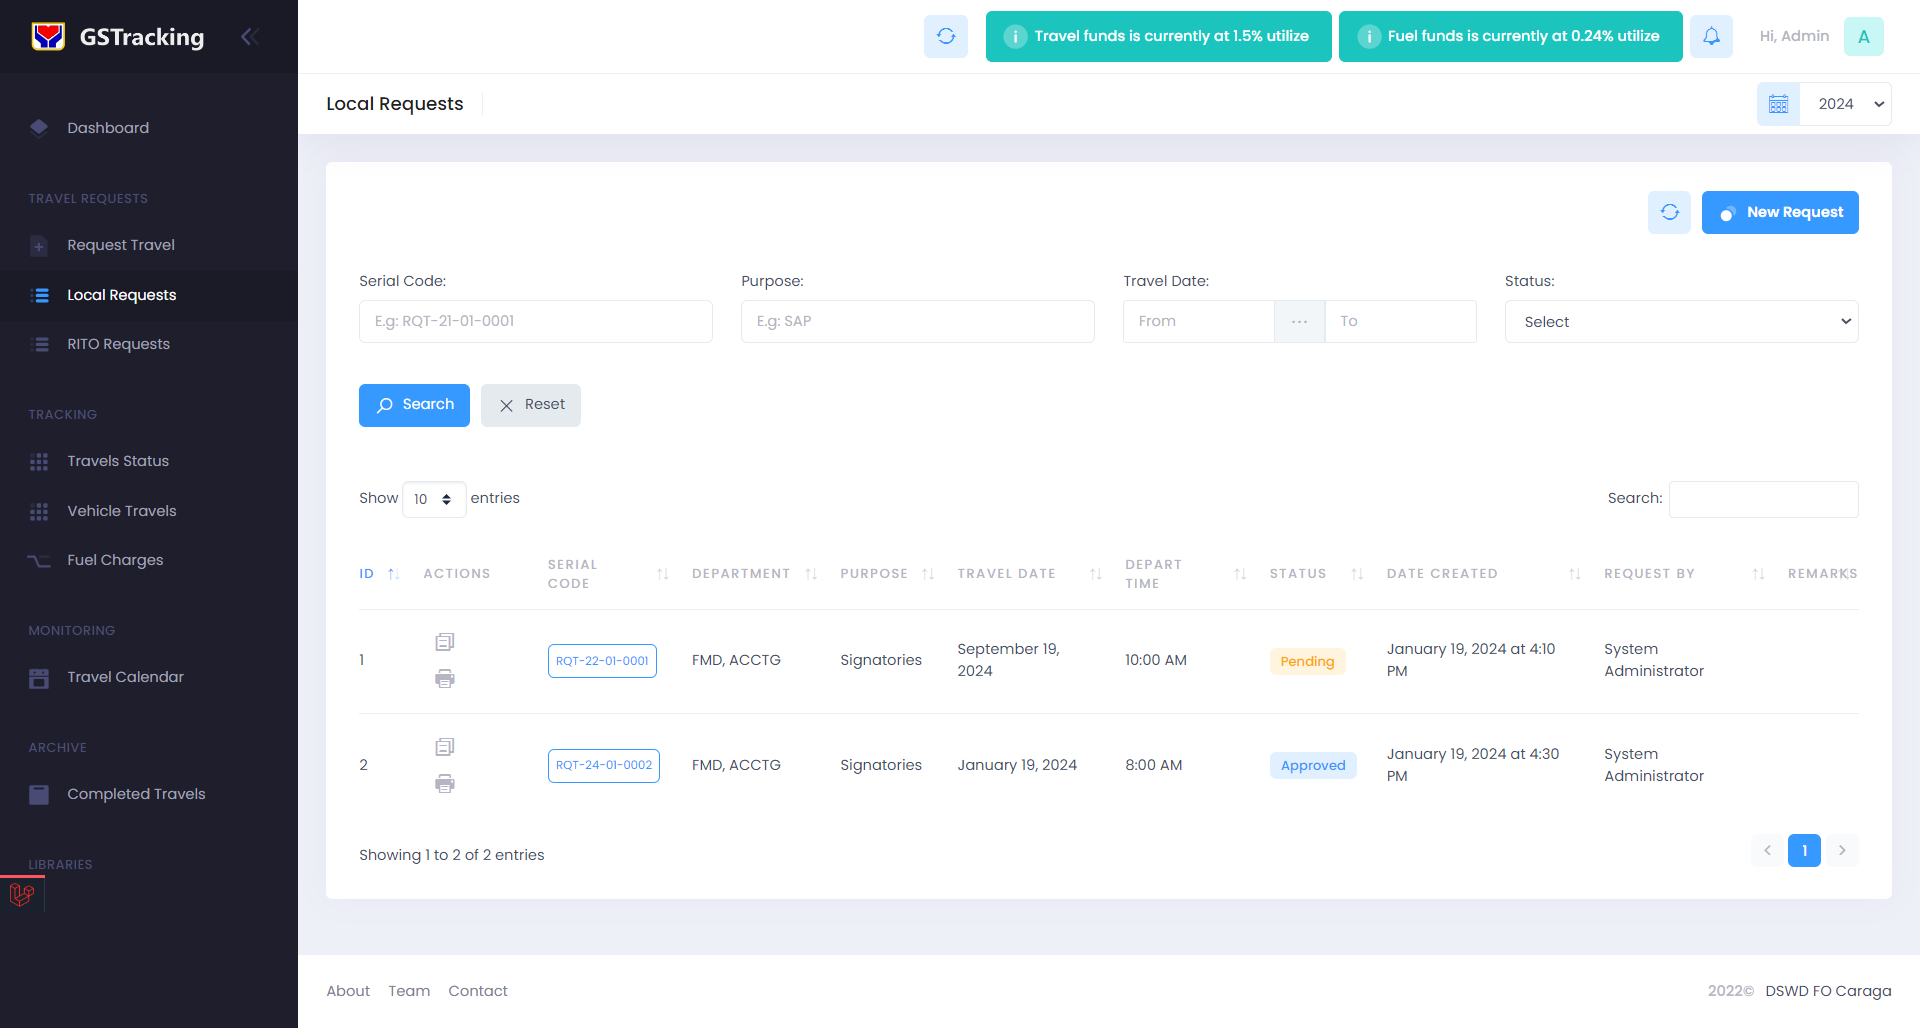 GSTracking
Travel funds is currently at 1.5% utilize
Fuel funds is currently at 0.24% utilize
Hi, Admin
A
Local Requests
2024
Dashboard
TRAVEL REQUESTS
Request Travel
Local Requests
RITO Requests
TRACKING
Travels Status
Vehicle Travels
Fuel Charges
MONITORING
Travel Calendar
ARCHIVE
Completed Travels
LIBRARIES
New Request
Serial Code:
E.g: RQT-21-01-0001
Purpose:
E.g: SAP
Travel Date:
From
...
To
Status:
Select
Search
Reset
Show 10 entries
Search:
ID ACTIONS SERIAL CODE DEPARTMENT PURPOSE TRAVEL DATE DEPART TIME STATUS DATE CREATED REQUEST BY REMARKS
1 RQT-22-01-0001 FMD, ACCTG Signatories September 19, 2024 10:00 AM Pending January 19, 2024 at 4:10 PM System Administrator
2 RQT-24-01-0002 FMD, ACCTG Signatories January 19, 2024 8:00 AM Approved January 19, 2024 at 4:30 PM System Administrator
Showing 1 to 2 of 2 entries
1
About Team Contact
2022© DSWD FO Caraga